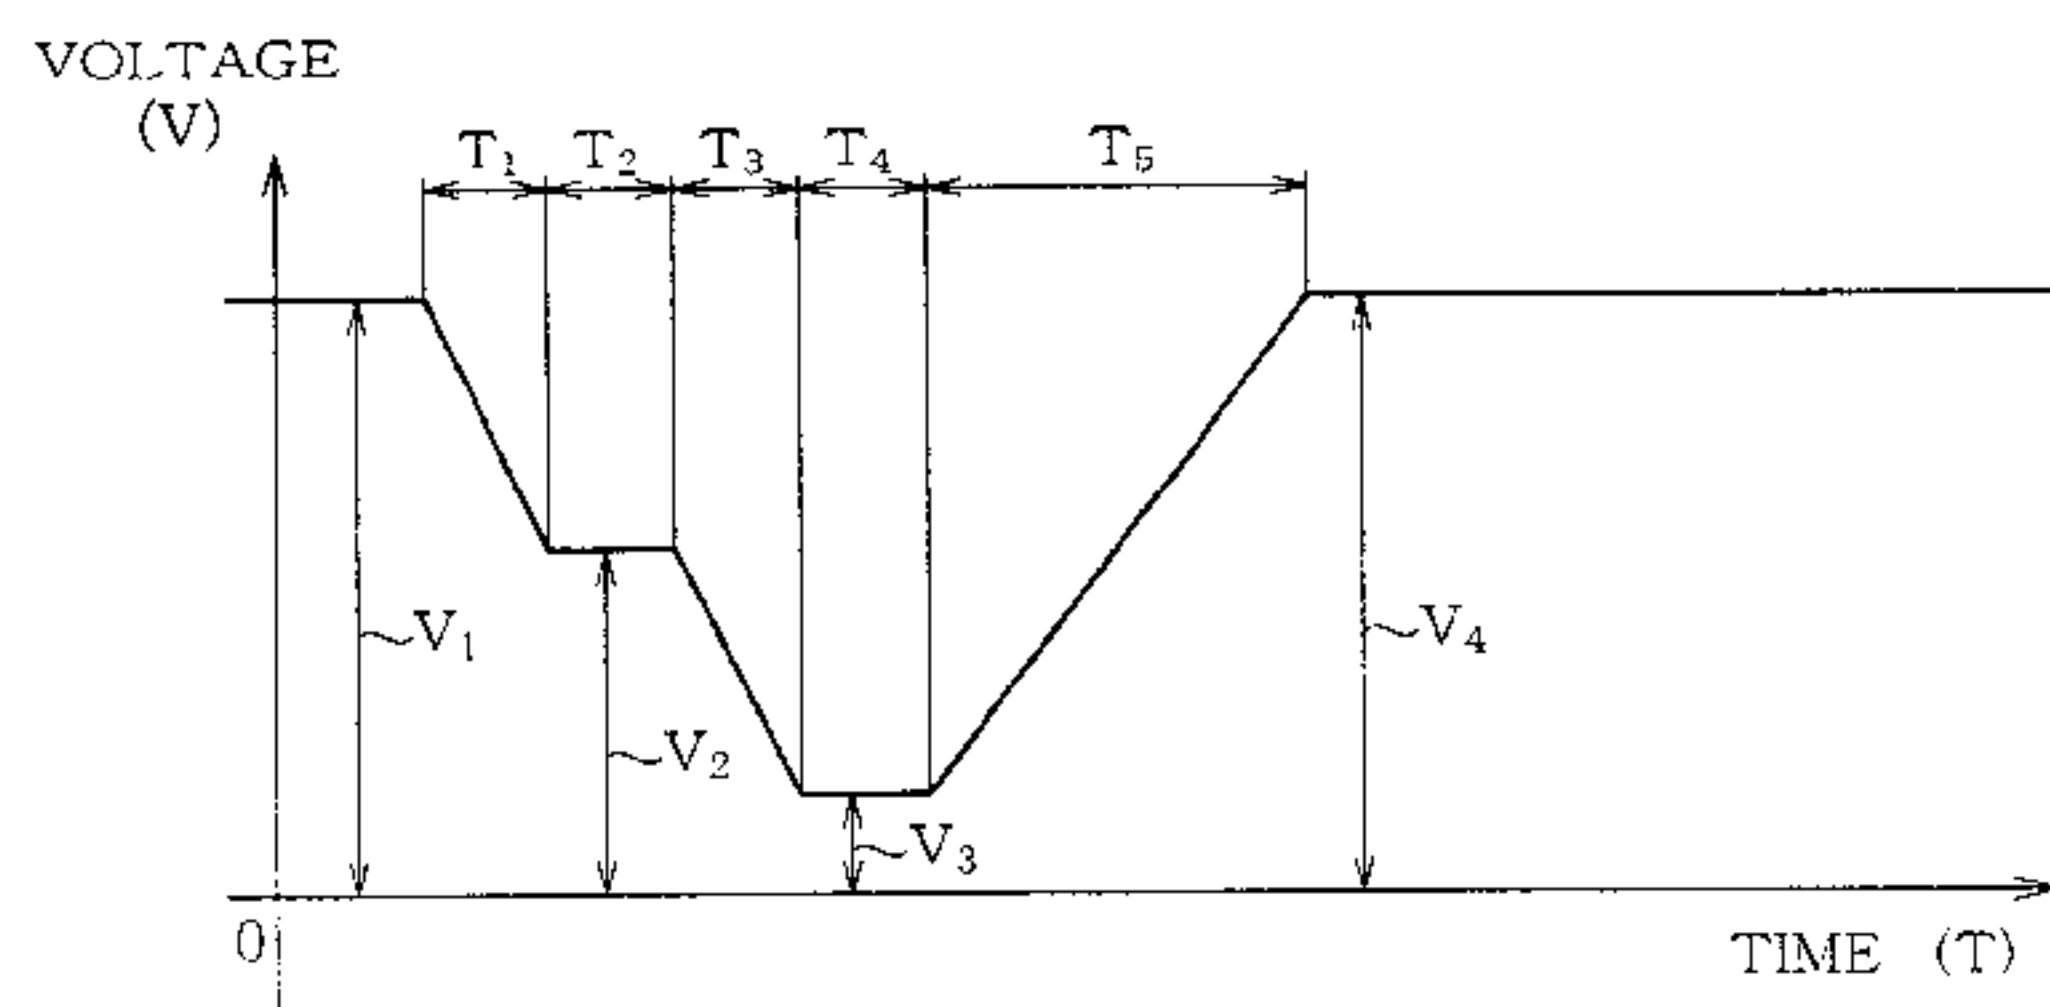 VOLTAGE
(V)
T₁ T₂ T₃ T₄ T₅
V₁
V₄
V₂
V₃
0
TIME (T)